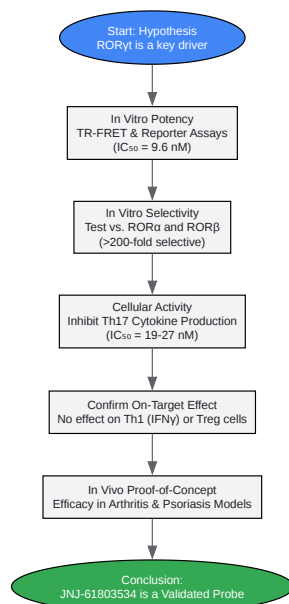 Start: Hypothesis
RORγt is a key driver
In Vitro Potency
TR-FRET & Reporter Assays
(IC₅₀ = 9.6 nM)
In Vitro Selectivity
Test vs. RORα and RORβ
(>200-fold selective)
Cellular Activity
Inhibit Th17 Cytokine Production
(IC₅₀ = 19-27 nM)
Confirm On-Target Effect
No effect on Th1 (IFNγ) or Treg cells
In Vivo Proof-of-Concept
Efficacy in Arthritis & Psoriasis Models
Conclusion:
JNJ-61803534 is a Validated Probe